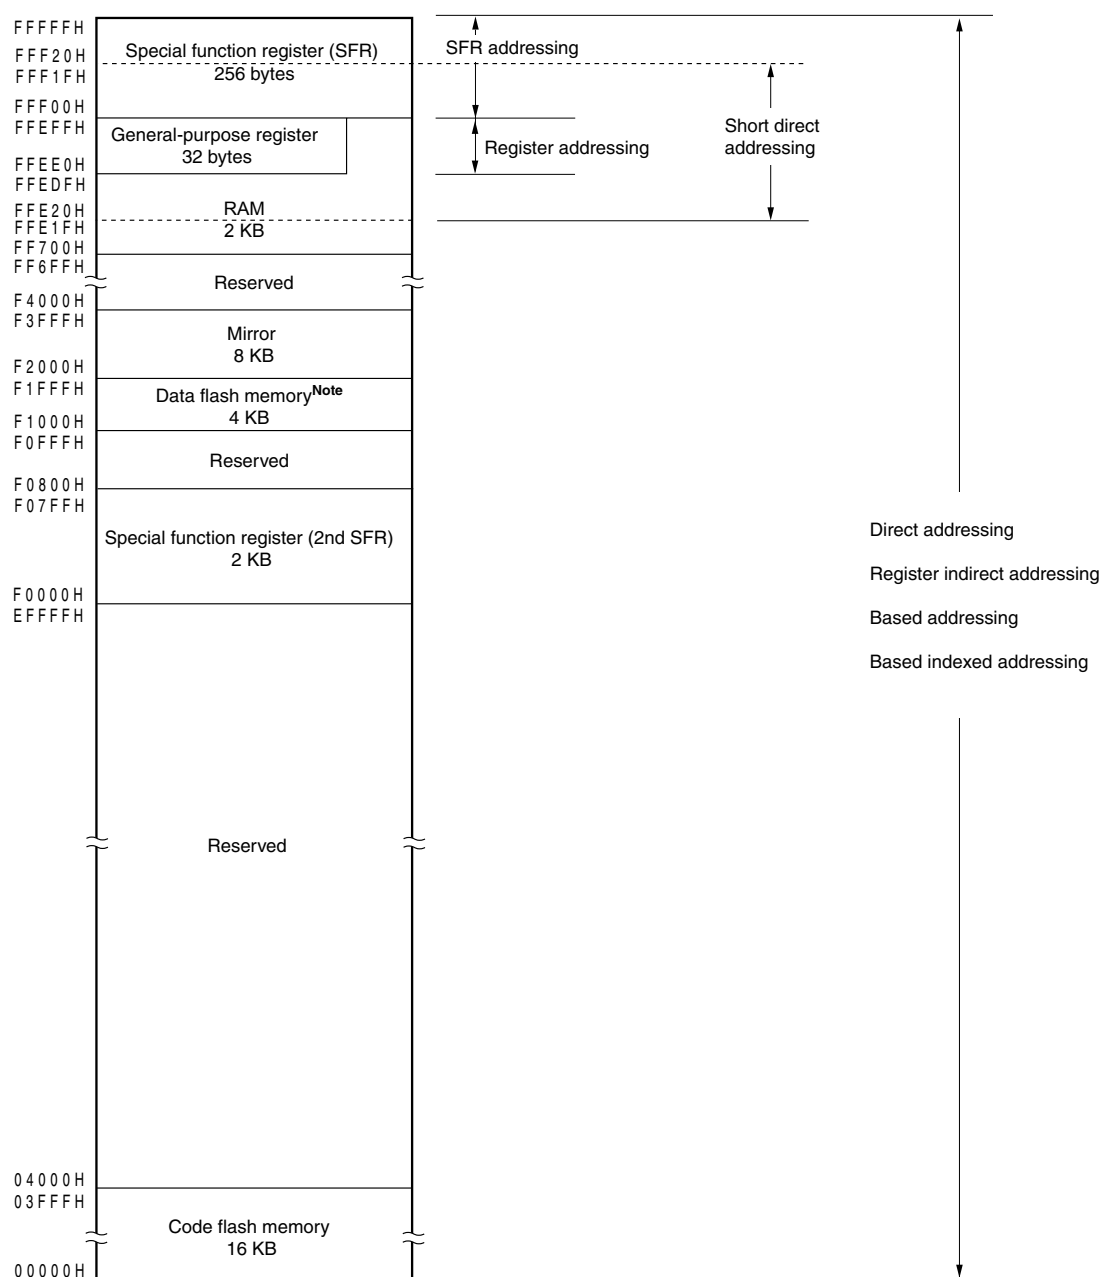 FFFFFH
FFF20H
FFF1FH
FFF00H
FFEFFH
FFEE0H
FFEDFH
FFE20H
FFE1FH
FF700H
FF6FFH
F4000H
F3FFFH
F2000H
F1FFFH
F1000H
F0FFFH
F0800H
F07FFH
F0000H
EFFFFH
04000H
03FFFH
00000H
Special function register (SFR)
256 bytes
General-purpose register
32 bytes
RAM
2 KB
Reserved
Mirror
8 KB
Data flash memoryNote
4 KB
Reserved
Special function register (2nd SFR)
2 KB
Reserved
Code flash memory
16 KB
SFR addressing
Register addressing
Short direct
addressing
Direct addressing
Register indirect addressing
Based addressing
Based indexed addressing